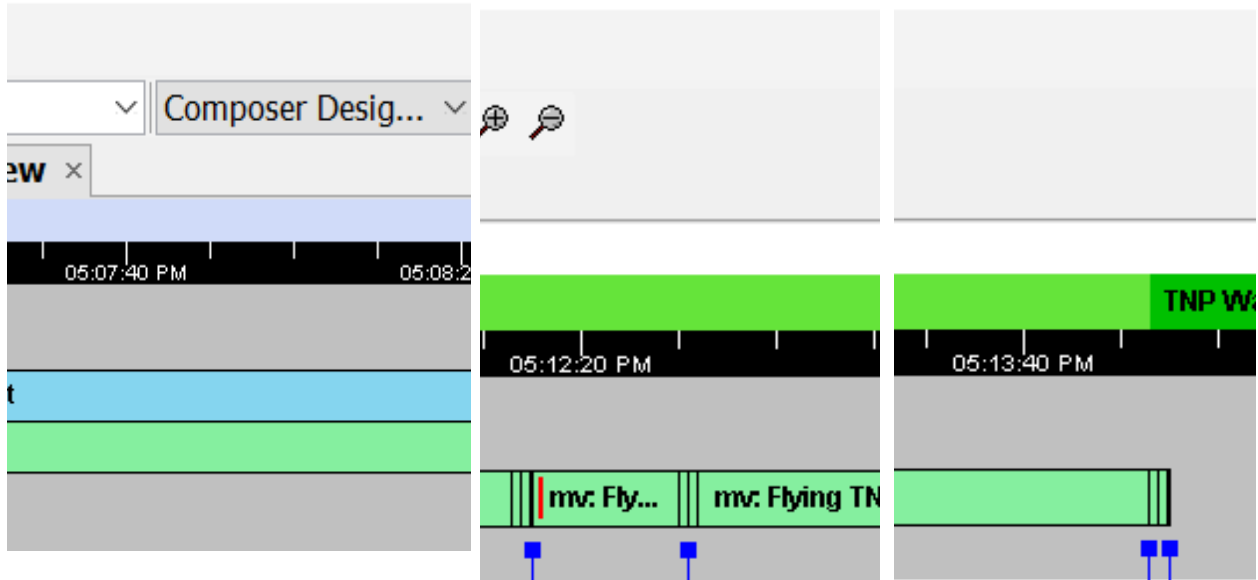 Composer Desig...
ew
05:07:40 PM
05:08:2
t
05:12:20 PM
mv: Fly...
mv: Flying TN
TNP Wa
05:13:40 PM